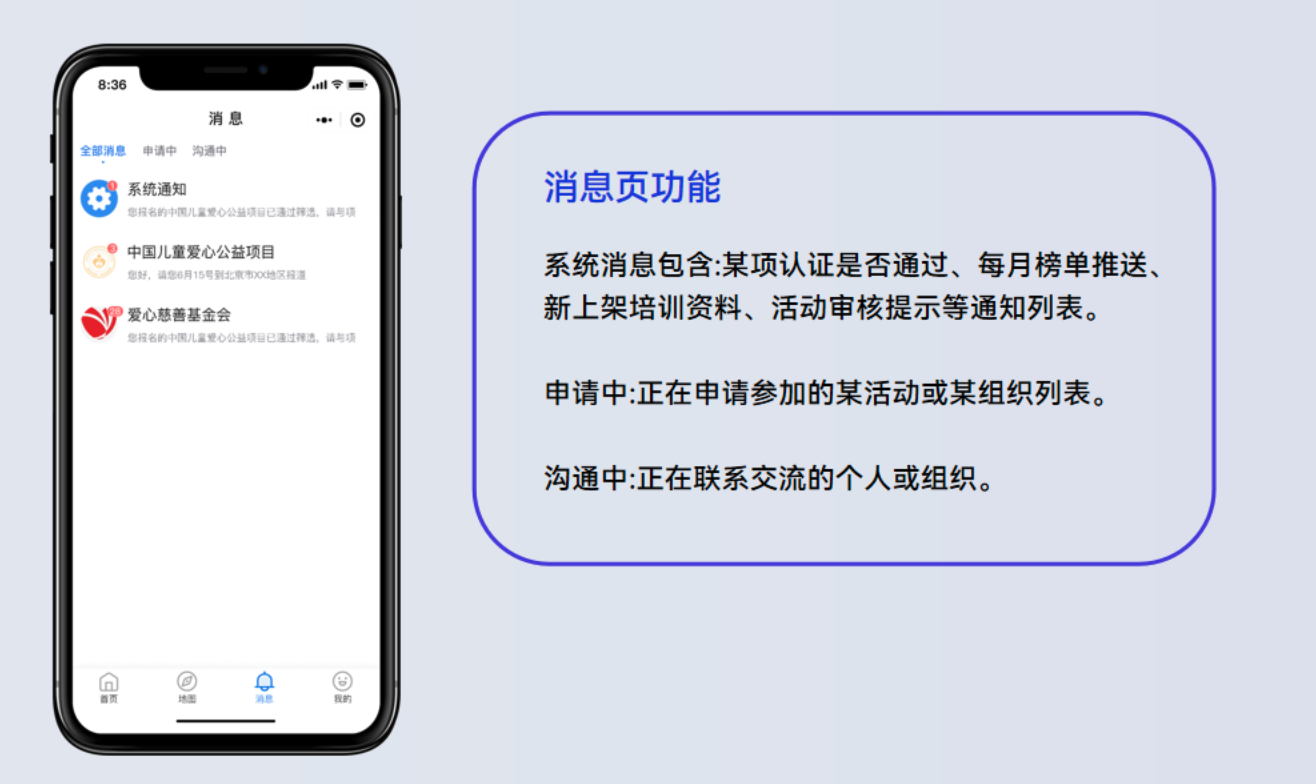 8:36
消息
全部消息 申请中 沟通中
1
系统通知
您报名的中国儿童爱心公益项目已通过筛选，请与项
3
中国儿童爱心公益项目
您好，请您6月15号到北京市XX地区报道
28
爱心慈善基金会
您报名的中国儿童爱心公益项目已通过筛选，请与项
首页 地图 消息 我的
消息页功能
系统消息包含:某项认证是否通过、每月榜单推送、
新上架培训资料、活动审核提示等通知列表。
申请中:正在申请参加的某活动或某组织列表。
沟通中:正在联系交流的个人或组织。